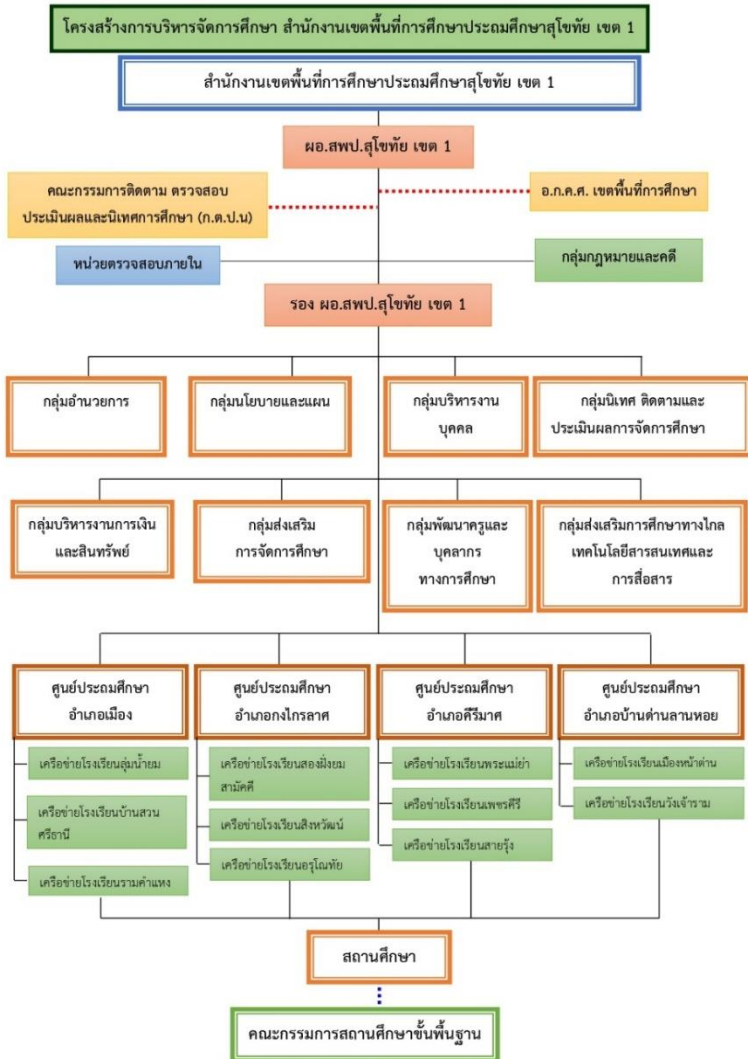 โครงสร้างการบริหารจัดการศึกษา สำนักงานเขตพื้นที่การศึกษาประถมศึกษาสุโขทัย เขต 1
สำนักงานเขตพื้นที่การศึกษาประถมศึกษาสุโขทัย เขต 1
ผอ.สพป.สุโขทัย เขต 1
คณะกรรมการติดตาม ตรวจสอบ
ประเมินผลและนิเทศการศึกษา (ก.ต.ป.น)
อ.ก.ค.ศ. เขตพื้นที่การศึกษา
หน่วยตรวจสอบภายใน
กลุ่มกฎหมายและคดี
รอง ผอ.สพป.สุโขทัย เขต 1
กลุ่มอำนวยการ
กลุ่มนโยบายและแผน
กลุ่มบริหารงาน
บุคคล
กลุ่มนิเทศ ติดตามและ
ประเมินผลการจัดการศึกษา
กลุ่มบริหารงานการเงิน
และสินทรัพย์
กลุ่มส่งเสริม
การจัดการศึกษา
กลุ่มพัฒนาครูและ
บุคลากร
ทางการศึกษา
กลุ่มส่งเสริมการศึกษาทางไกล
เทคโนโลยีสารสนเทศและ
การสื่อสาร
ศูนย์ประถมศึกษา
อำเภอเมือง
เครือข่ายโรงเรียนลุ่มน้ำยม
เครือข่ายโรงเรียนบ้านสวน
ศรีธานี
เครือข่ายโรงเรียนรามคำแหง
ศูนย์ประถมศึกษา
อำเภอกงไกรลาศ
เครือข่ายโรงเรียนสองฝั่งยม
สามัคคี
เครือข่ายโรงเรียนสิงหวัฒน์
เครือข่ายโรงเรียนอรุโณทัย
ศูนย์ประถมศึกษา
อำเภอคีรีมาศ
เครือข่ายโรงเรียนพระแม่ย่า
เครือข่ายโรงเรียนเพชรคีรี
เครือข่ายโรงเรียนสายรุ้ง
ศูนย์ประถมศึกษา
อำเภอบ้านด่านลานหอย
เครือข่ายโรงเรียนเมืองหน้าด่าน
เครือข่ายโรงเรียนวังเจ้าราม
สถานศึกษา
คณะกรรมการสถานศึกษาขั้นพื้นฐาน